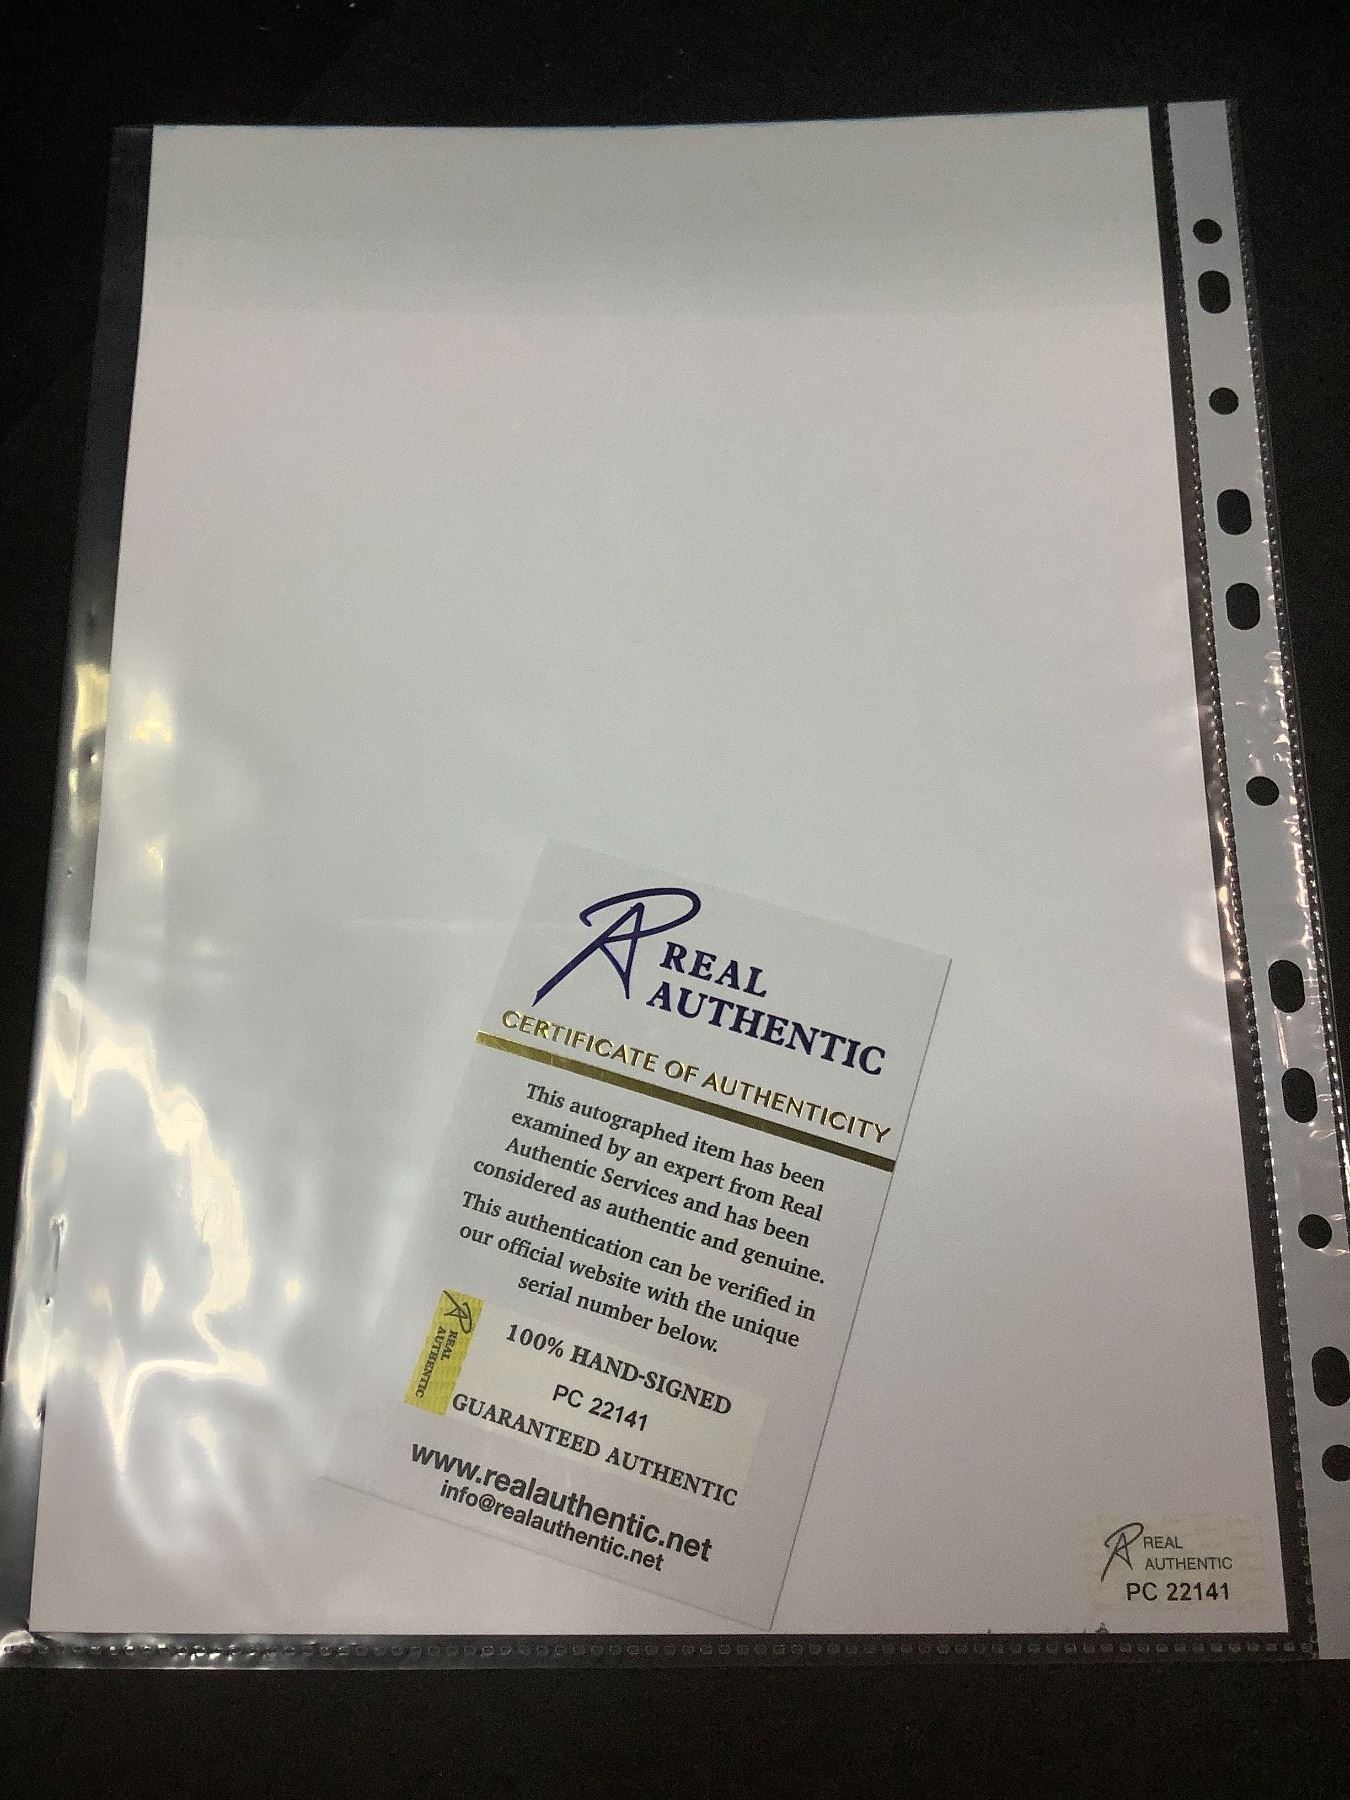 REAL
AUTHENTIC
CERTIFICATE OF AUTHENTICITY
This autographed item has been
examined by an expert from Real
Authentic Services and has been
considered as authentic and genuine.
This authentication can be verified in
our official website with the unique
serial number below.
REAL
AUTHENTIC
100% HAND-SIGNED
PC 22141
GUARANTEED AUTHENTIC
www.realauthentic.net
info@realauthentic.net
REAL
AUTHENTIC
PC 22141